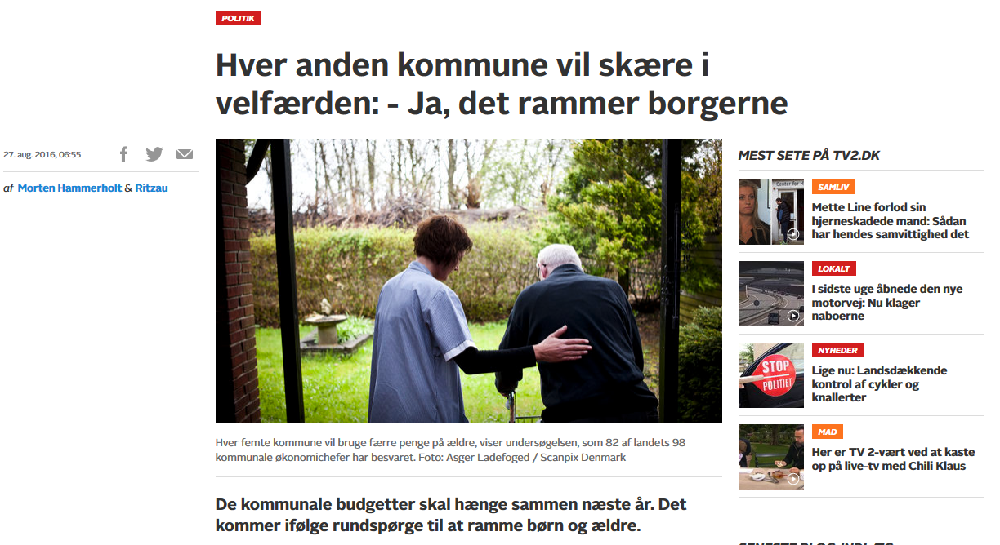 POLITIK
Hver anden kommune vil skære i
velfærden: - Ja, det rammer borgerne
27. aug. 2016, 06:55
af Morten Hammerholt & Ritzau
Hver femte kommune vil bruge færre penge på ældre, viser undersøgelsen, som 82 af landets 98
kommunale økonomichefer har besvaret. Foto: Asger Ladefoged / Scanpix Denmark
De kommunale budgetter skal hænge sammen næste år. Det
kommer ifølge rundspørge til at ramme børn og ældre.
MEST SETE PÅ TV2.DK
Center for H
SAMLIV
Mette Line forlod sin
hjerneskadede mand: Sådan
har hendes samvittighed det
LOKALT
I sidste uge åbnede den nye
motorvej: Nu klager
naboerne
STOP
POLITIET
NYHEDER
Lige nu: Landsdækkende
kontrol af cykler og
knallerter
MAD
Her er TV 2-vært ved at kaste
op på live-tv med Chili Klaus